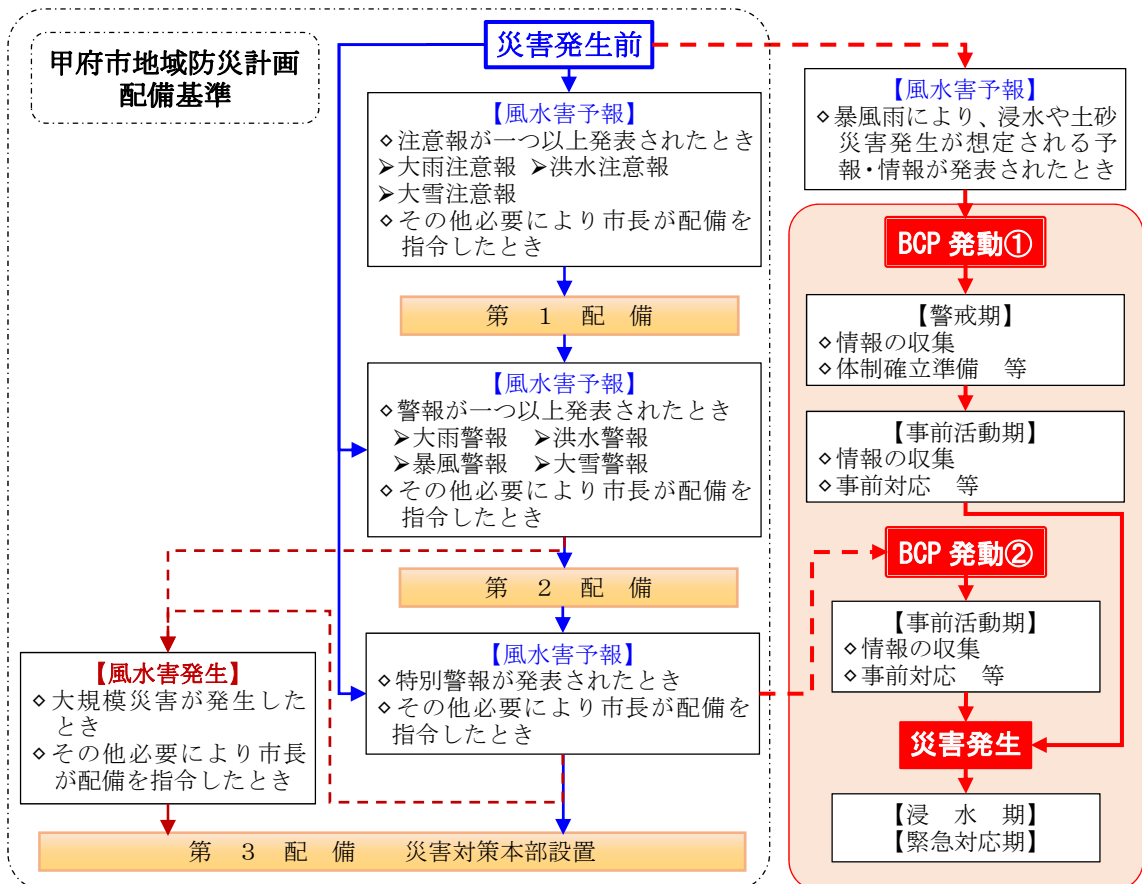 甲府市地域防災計画
配備基準
災害発生前
【風水害予報】
◇注意報が一つ以上発表されたとき
➢大雨注意報 ➢洪水注意報
➢大雪注意報
◇その他必要により市長が配備を
指令したとき
第 1 配 備
【風水害予報】
◇警報が一つ以上発表されたとき
➢大雨警報 ➢洪水警報
➢暴風警報 ➢大雪警報
◇その他必要により市長が配備を
指令したとき
第 2 配 備
【風水害予報】
◇特別警報が発表されたとき
◇その他必要により市長が配備を
指令したとき
【風水害発生】
◇大規模災害が発生した
とき
◇その他必要により市長
が配備を指令したとき
第 3 配 備 災害対策本部設置
【風水害予報】
◇暴風雨により、浸水や土砂
災害発生が想定される予
報・情報が発表されたとき
BCP 発動①
【警戒期】
◇情報の収集
◇体制確立準備 等
【事前活動期】
◇情報の収集
◇事前対応 等
BCP 発動②
【事前活動期】
◇情報の収集
◇事前対応 等
災害発生
【浸 水 期】
【緊急対応期】